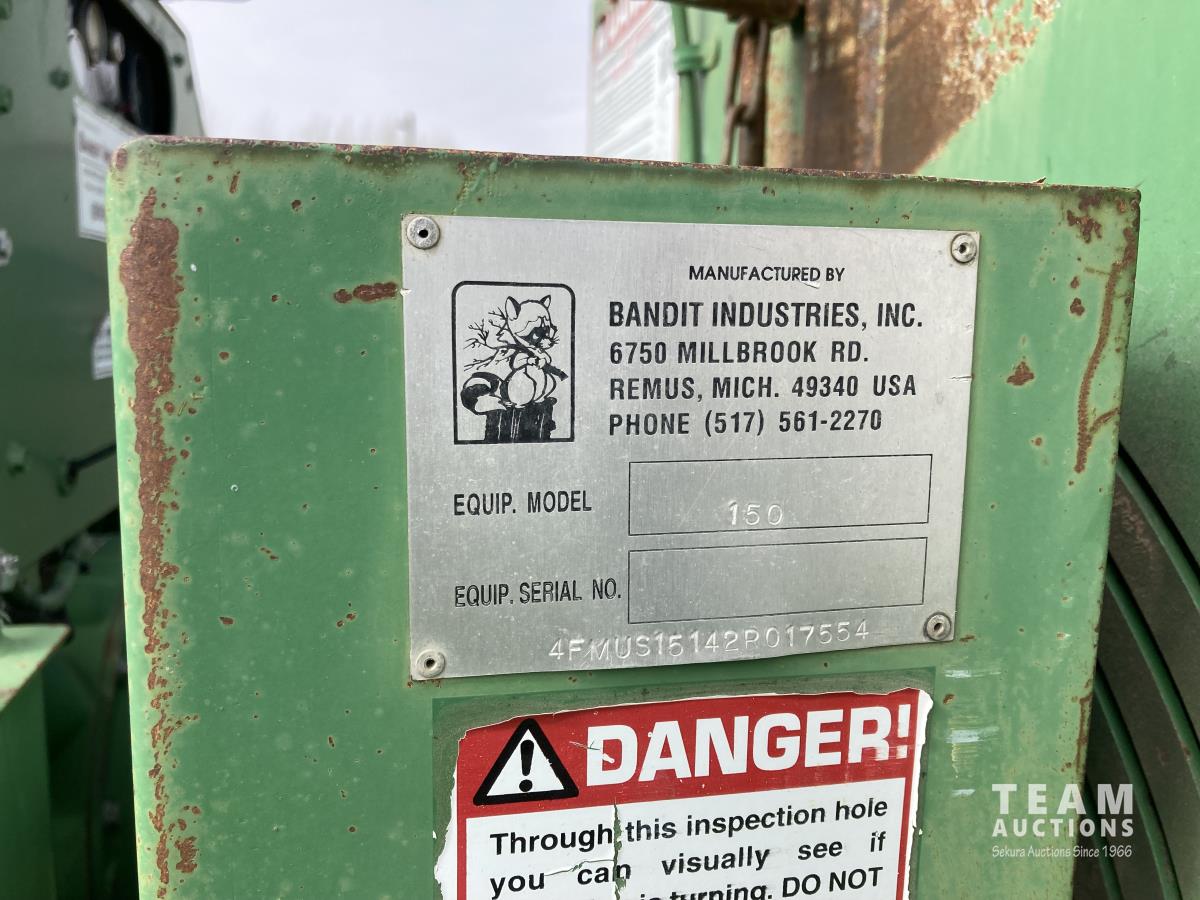 MANUFACTURED BY
BANDIT INDUSTRIES, INC.
6750 MILLBROOK RD.
REMUS, MICH. 49340 USA
PHONE (517) 561-2270
EQUIP. MODEL 150
EQUIP. SERIAL NO.
4FMUS15142R017554
DANGER!
Through this inspection hole
you can visually see if
is turning. DO NOT
TEAM
AUCTIONS
Sekura Auctions Since 1966